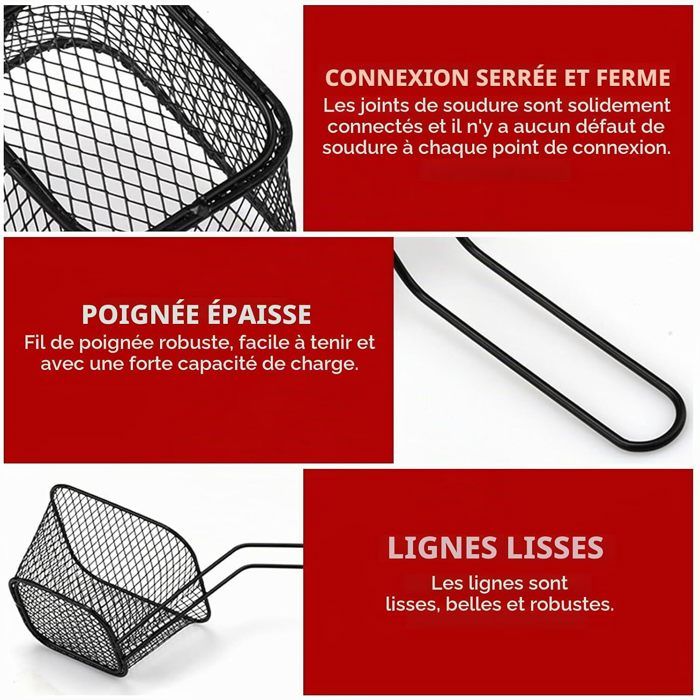 CONNEXION SERRÉE ET FERME
Les joints de soudure sont solidement
connectés et il n'y a aucun défaut de
soudure à chaque point de connexion.
POIGNÉE ÉPAISSE
Fil de poignée robuste, facile à tenir et
avec une forte capacité de charge.
LIGNES LISSES
Les lignes sont
lisses, belles et robustes.